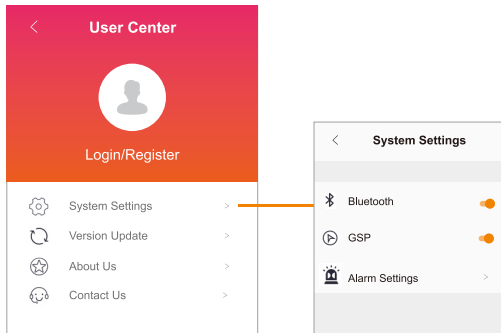 User Center
Login/Register
System Settings
Version Update
About Us
Contact Us
System Settings
Bluetooth
GSP
Alarm Settings